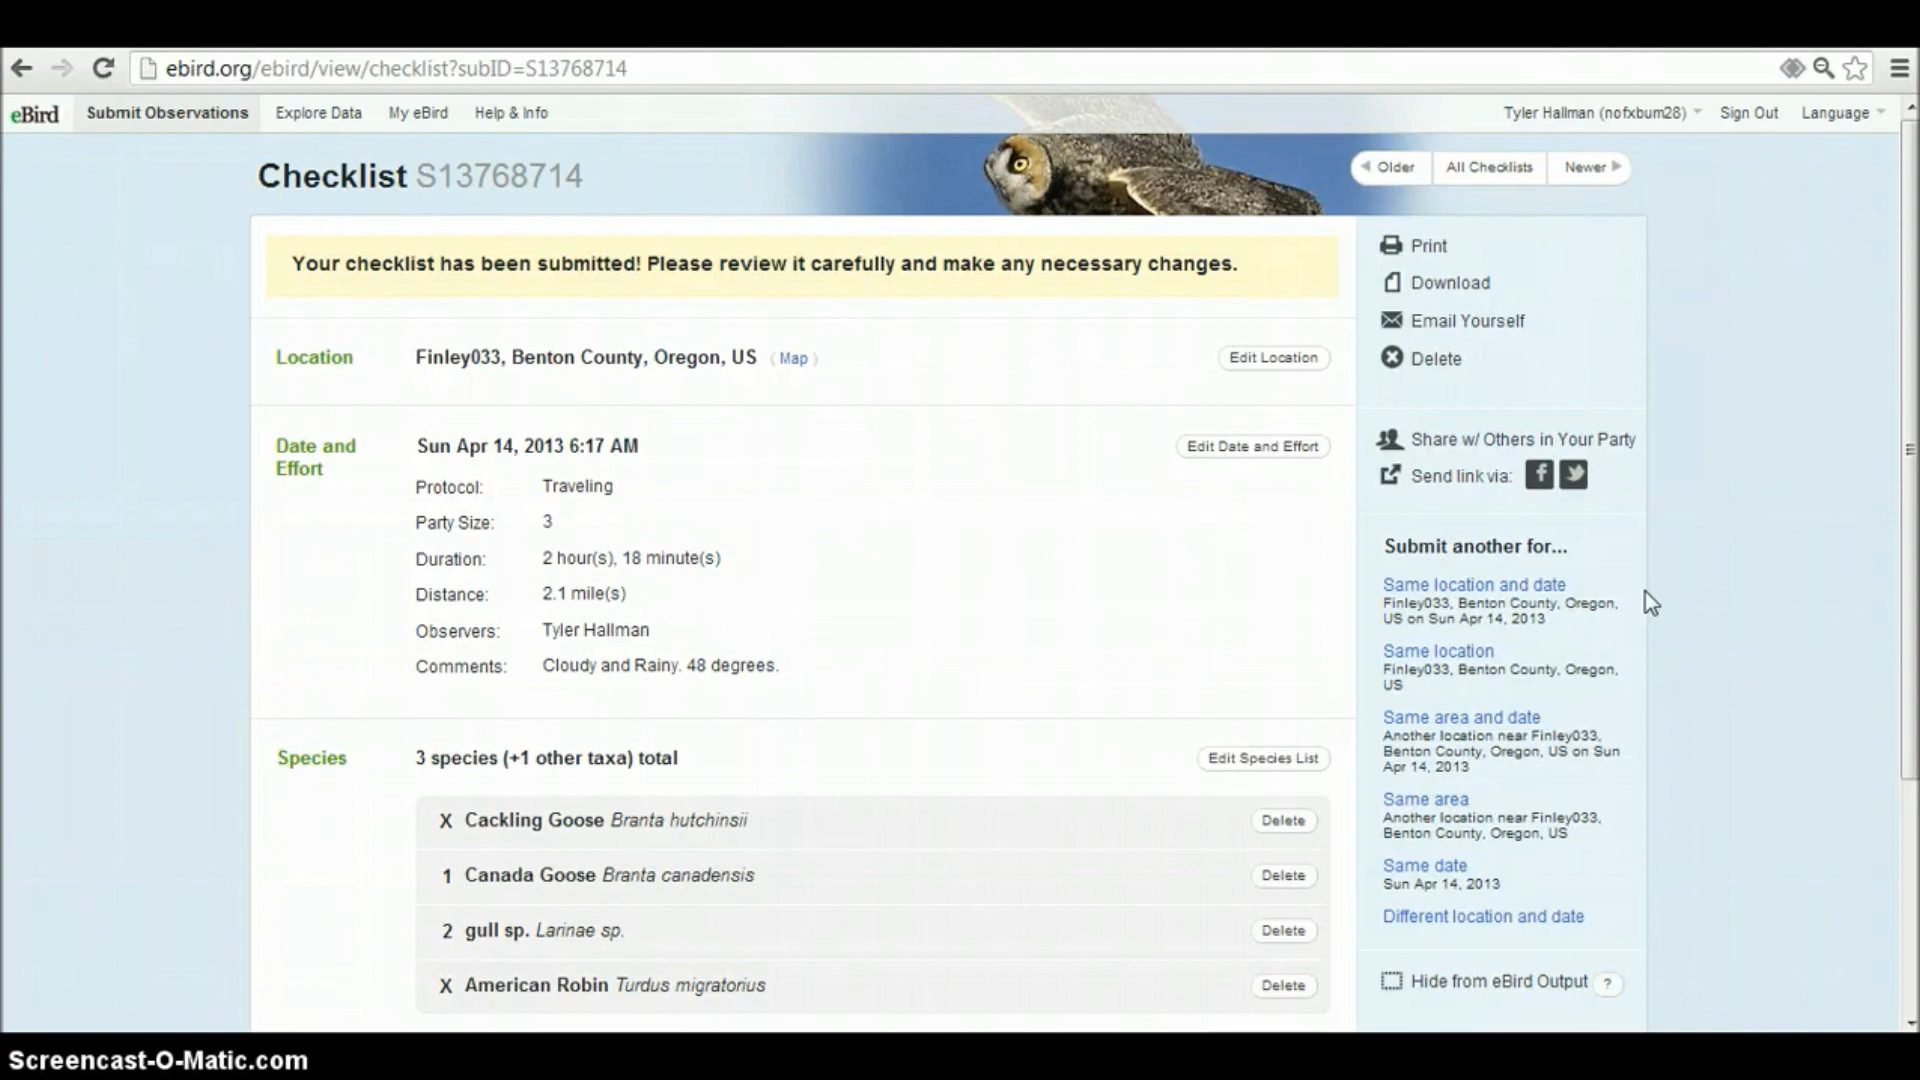 ebird.org/ebird/view/checklist?subID=S13768714
eBird Submit Observations Explore Data My eBird Help & Info Tyler Hallman (nofxbum28) Sign Out Language
Checklist S13768714
Older All Checklists Newer
Your checklist has been submitted! Please review it carefully and make any necessary changes.
Location Finley033, Benton County, Oregon, US ( Map ) Edit Location
Date and Effort
Sun Apr 14, 2013 6:17 AM Edit Date and Effort
Protocol: Traveling
Party Size: 3
Duration: 2 hour(s), 18 minute(s)
Distance: 2.1 mile(s)
Observers: Tyler Hallman
Comments: Cloudy and Rainy. 48 degrees.
Species 3 species (+1 other taxa) total Edit Species List
X Cackling Goose Branta hutchinsii Delete
1 Canada Goose Branta canadensis Delete
2 gull sp. Larinae sp. Delete
X American Robin Turdus migratorius Delete
Print
Download
Email Yourself
Delete
Share w/ Others in Your Party
Send link via: f
Submit another for...
Same location and date
Finley033, Benton County, Oregon,
US on Sun Apr 14, 2013
Same location
Finley033, Benton County, Oregon,
US
Same area and date
Another location near Finley033,
Benton County, Oregon, US on Sun
Apr 14, 2013
Same area
Another location near Finley033,
Benton County, Oregon, US
Same date
Sun Apr 14, 2013
Different location and date
Hide from eBird Output ?
Screencast-O-Matic.com